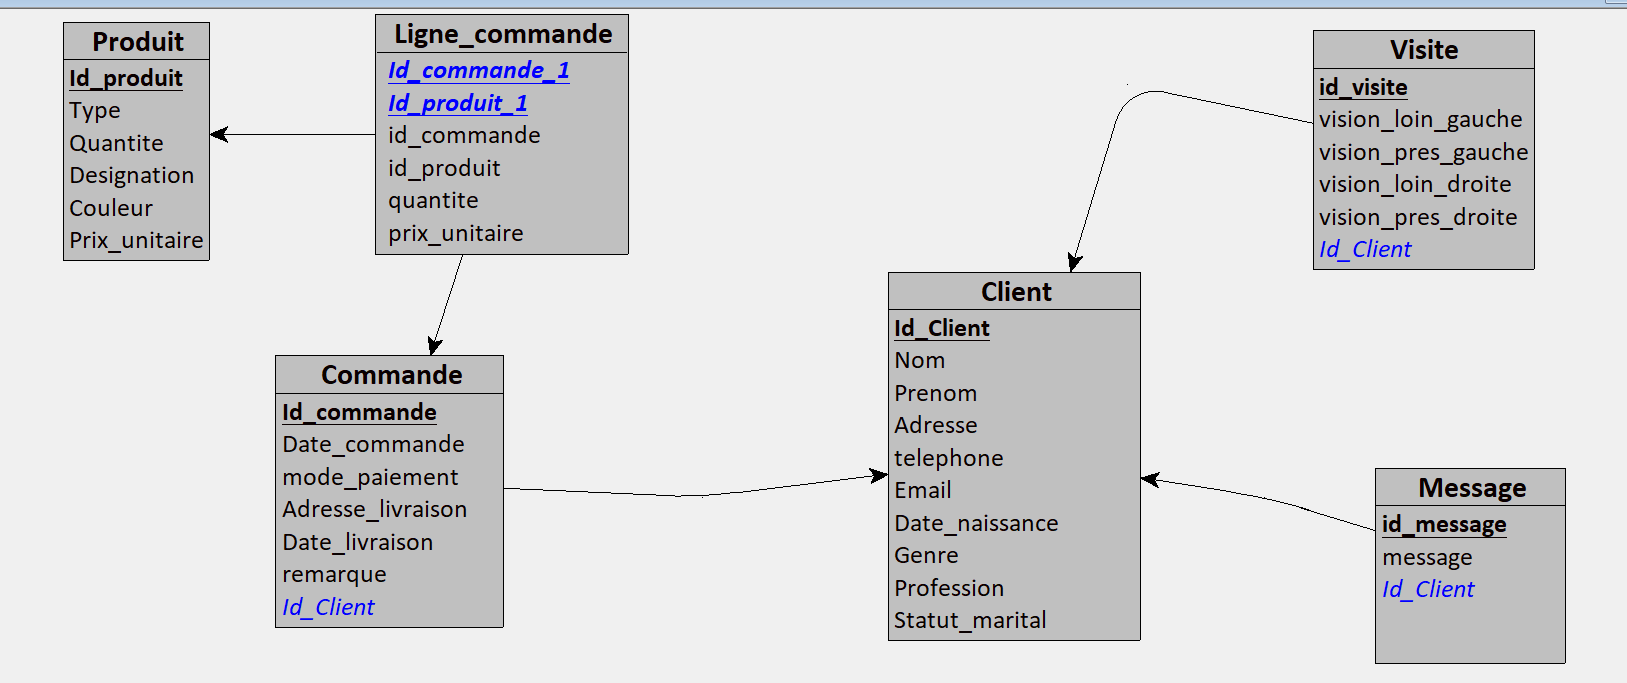 Produit
Id_produit
Type
Quantite
Designation
Couleur
Prix_unitaire
Ligne_commande
Id_commande_1
Id_produit_1
id_commande
id_produit
quantite
prix_unitaire
Visite
id_visite
vision_loin_gauche
vision_pres_gauche
vision_loin_droite
vision_pres_droite
Id_Client
Commande
Id_commande
Date_commande
mode_paiement
Adresse_livraison
Date_livraison
remarque
Id_Client
Client
Id_Client
Nom
Prenom
Adresse
telephone
Email
Date_naissance
Genre
Profession
Statut_marital
Message
id_message
message
Id_Client